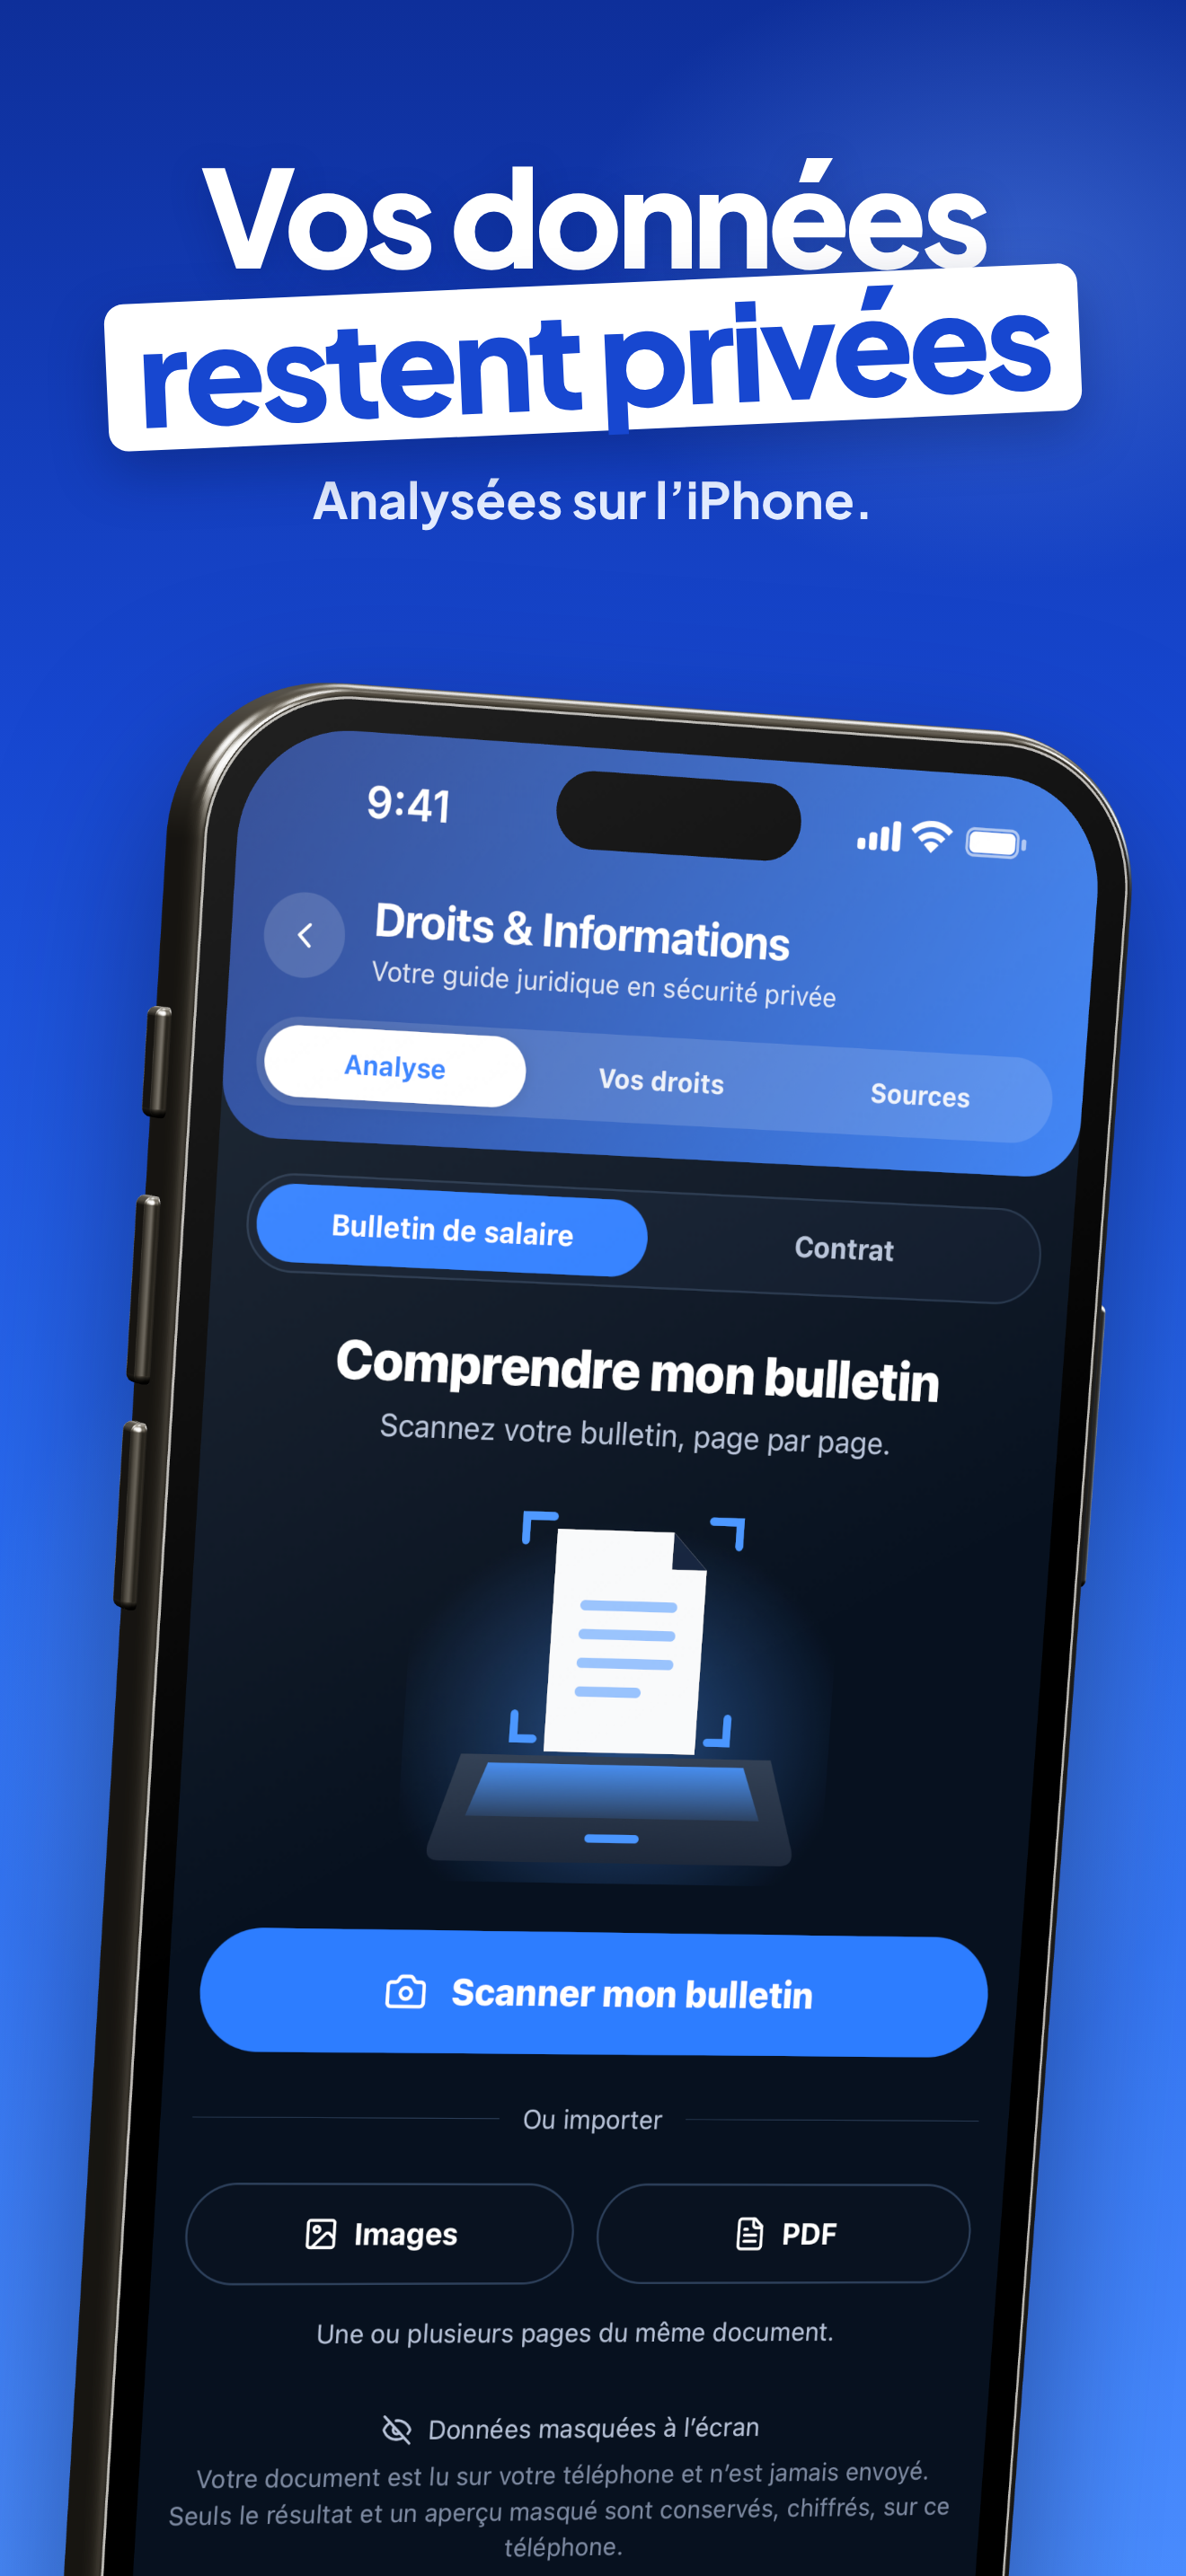 Vos données
restent privées
Analysées sur l’iPhone.
9:41
Droits & Informations
Votre guide juridique en sécurité privée
Analyse
Vos droits
Sources
Bulletin de salaire
Contrat
Comprendre mon bulletin
Scannez votre bulletin, page par page.
Scanner mon bulletin
Ou importer
Images
PDF
Une ou plusieurs pages du même document.
Données masquées à l’écran
Votre document est lu sur votre téléphone et n’est jamais envoyé.
Seuls le résultat et un aperçu masqué sont conservés, chiffrés, sur ce
téléphone.